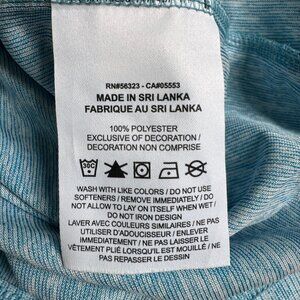 RN#56323 - CA#05553
MADE IN SRI LANKA
FABRIQUE AU SRI LANKA
100% POLYESTER
EXCLUSIVE OF DECORATION /
DECORATION NON COMPRISE
30C
WASH WITH LIKE COLORS / DO NOT USE
SOFTENERS / REMOVE IMMEDIATELY / DO
NOT ALLOW TO LAY ON ITSELF WHEN WET /
DO NOT IRON DESIGN
LAVER AVEC COULEURS SIMILAIRES / NE PAS
UTILISER D'ADOUCISSEUR / ENLEVER
IMMEDIATEMENT / NE PAS LAISSER LE
VÊTEMENT PLIÉ LORSQU'IL EST MOUILLÉ / NE
PAS REPASSER LE DESSIN